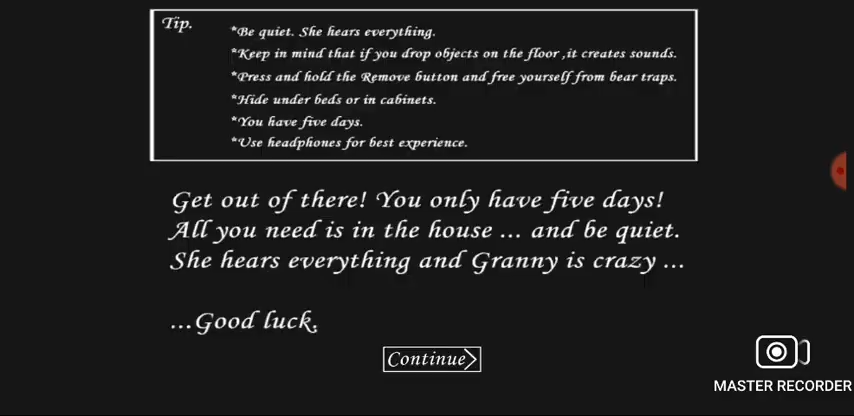 Tip.
*Be quiet. She hears everything.
*Keep in mind that if you drop objects on the floor ,it creates sounds.
*Press and hold the Remove button and free yourself from bear traps.
*Hide under beds or in cabinets.
*You have five days.
*Use headphones for best experience.
Get out of there! You only have five days!
All you need is in the house ... and be quiet.
She hears everything and Granny is crazy ...
...Good luck.
Continue
MASTER RECORDER